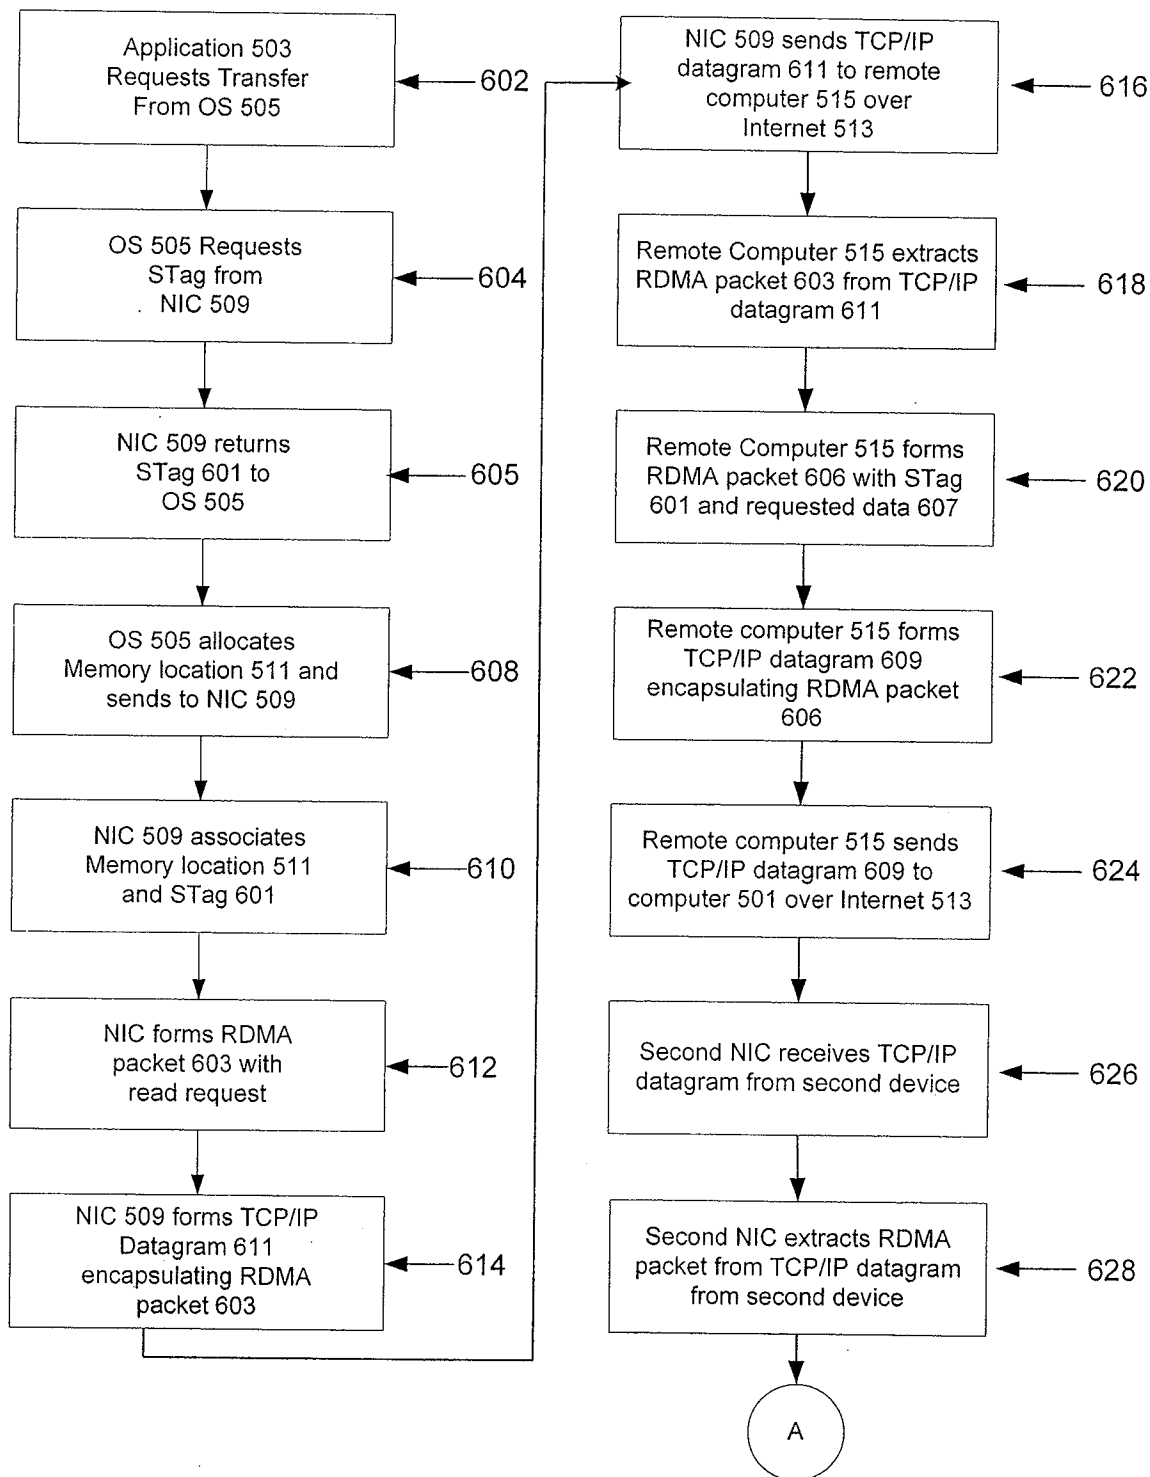 Application 503
Requests Transfer
From OS 505
602
OS 505 Requests
STag from
NIC 509
604
NIC 509 returns
STag 601 to
OS 505
605
OS 505 allocates
Memory location 511 and
sends to NIC 509
608
NIC 509 associates
Memory location 511
and STag 601
610
NIC forms RDMA
packet 603 with
read request
612
NIC 509 forms TCP/IP
Datagram 611
encapsulating RDMA
packet 603
614
NIC 509 sends TCP/IP
datagram 611 to remote
computer 515 over
Internet 513
616
Remote Computer 515 extracts
RDMA packet 603 from TCP/IP
datagram 611
618
Remote Computer 515 forms
RDMA packet 606 with STag
601 and requested data 607
620
Remote computer 515 forms
TCP/IP datagram 609
encapsulating RDMA packet
606
622
Remote computer 515 sends
TCP/IP datagram 609 to
computer 501 over Internet 513
624
Second NIC receives TCP/IP
datagram from second device
626
Second NIC extracts RDMA
packet from TCP/IP datagram
from second device
628
A